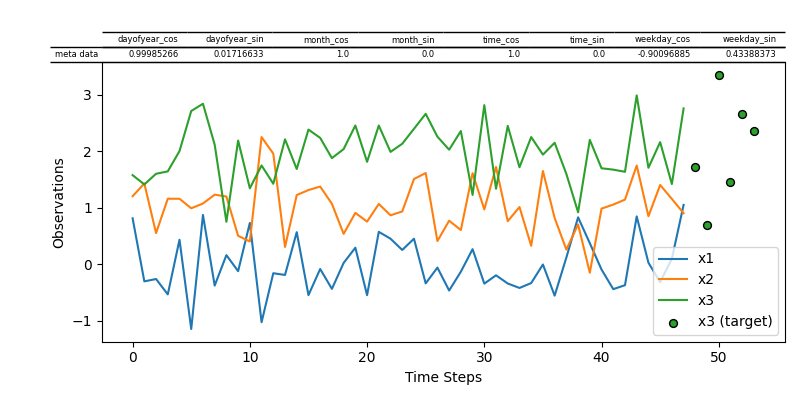 dayofyear_cos dayofyear_sin month_cos month_sin time_cos time_sin weekday_cos weekday_sin
meta data 0.99985266 0.01716633 1.0 0.0 1.0 0.0 -0.90096885 0.43388373
3
2
1
0
−1
Observations
0 10 20 30 40 50
Time Steps
x1
x2
x3
x3 (target)